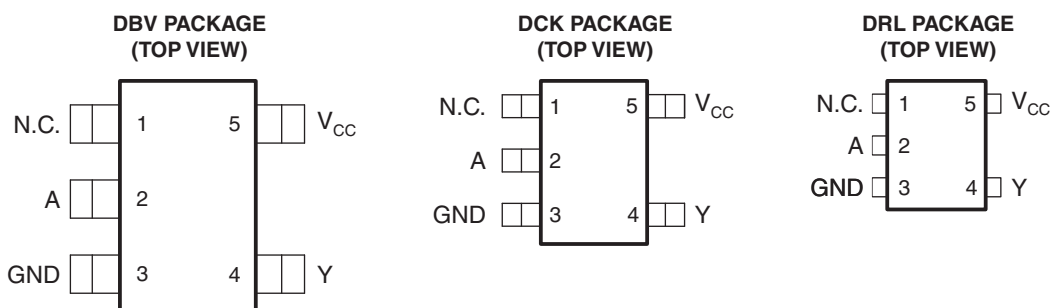 DBV PACKAGE
(TOP VIEW)
N.C. 1 5 VCC
A 2
GND 3 4 Y
DCK PACKAGE
(TOP VIEW)
N.C. 1 5 VCC
A 2
GND 3 4 Y
DRL PACKAGE
(TOP VIEW)
N.C. 1 5 VCC
A 2
GND 3 4 Y